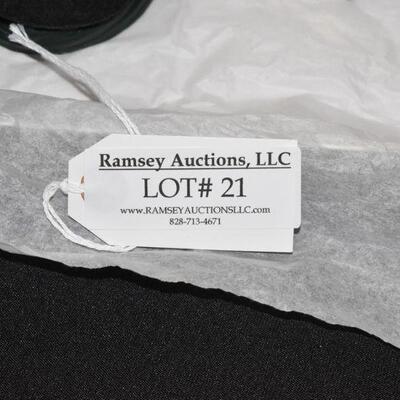 Ramsey Auctions, LLC
LOT# 21
www.RAMSEYAUCTIONSLLC.com
828-713-4671